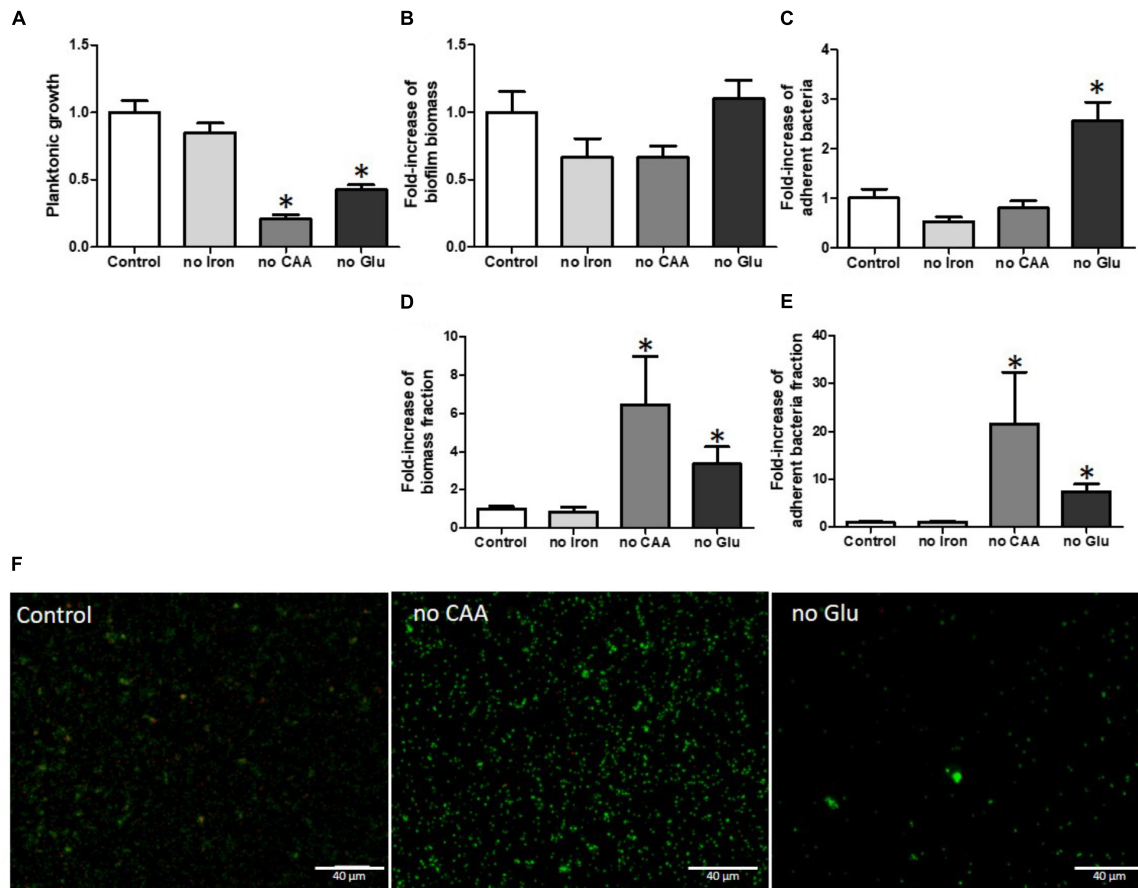 A
B
C
Planktonic growth
1.5
1.0
0.5
0.0
Control no Iron no CAA no Glu
*
*
Fold-increase of
biofilm biomass
1.5
1.0
0.5
0.0
Control no Iron no CAA no Glu
Fold-increase of
adherent bacteria
4
3
2
1
0
Control no Iron no CAA no Glu
*
D
E
Fold-increase of
biomass fraction
10
8
6
4
2
0
Control no Iron no CAA no Glu
*
*
Fold-increase of
adherent bacteria fraction
40
30
20
10
0
Control no Iron no CAA no Glu
*
*
F
Control
no CAA
no Glu
40 µm
40 µm
40 µm